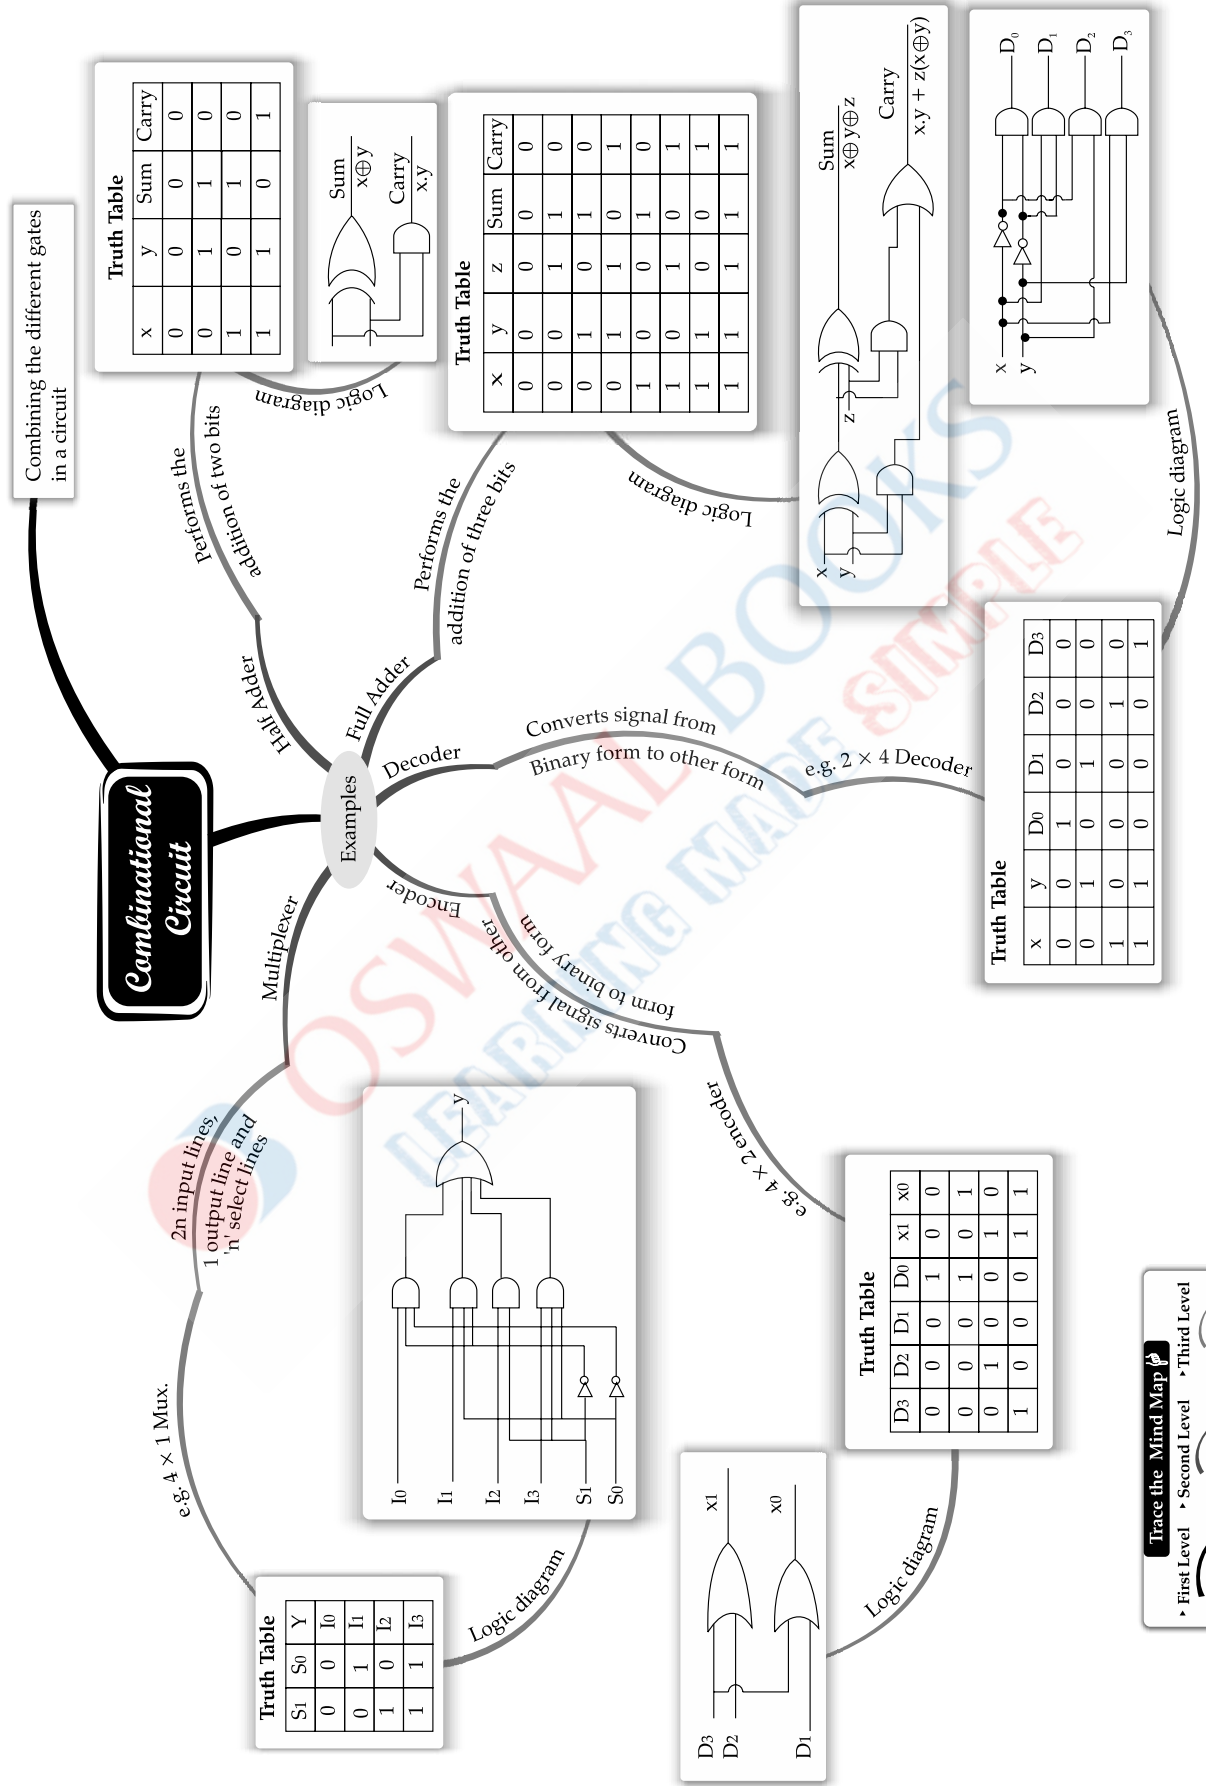 Combinational
Circuit
Combining the different gates
in a circuit
Examples
Multiplexer
2n input lines,
1 output line and
'n' select lines
e.g. 4 × 1 Mux.
Truth Table
S1 S0 Y
0 0 I0
0 1 I1
1 0 I2
1 1 I3
Logic diagram
I0
I1
I2
I3
S1
S0
y
Half Adder
Performs the
addition of two bits
Truth Table
x y Sum Carry
0 0 0 0
0 1 1 0
1 0 1 0
1 1 0 1
Logic diagram
Sum
x⊕y
Carry
x.y
Full Adder
Performs the
addition of three bits
Truth Table
x y z Sum Carry
0 0 0 0 0
0 0 1 1 0
0 1 0 1 0
0 1 1 0 1
1 0 0 1 0
1 0 1 0 1
1 1 0 0 1
1 1 1 1 1
Logic diagram
x
y
z
Sum
x⊕y⊕z
Carry
x.y + z(x⊕y)
Decoder
Converts signal from
Binary form to other form
e.g. 2 × 4 Decoder
Truth Table
x y D0 D1 D2 D3
0 0 1 0 0 0
0 1 0 1 0 0
1 0 0 0 1 0
1 1 0 0 0 1
Logic diagram
x
y
D0
D1
D2
D3
Encoder
Converts signal from other
form to binary form
e.g. 4 × 2 encoder
Truth Table
D3 D2 D1 D0 x1 x0
0 0 0 1 0 0
0 0 0 1 0 1
0 1 0 0 1 0
1 0 0 0 1 1
Logic diagram
D3
D2
D1
x1
x0
Trace the Mind Map
▸ First Level ▸ Second Level ▸ Third Level
OSWAAL BOOKS
LEARNING MADE SIMPLE